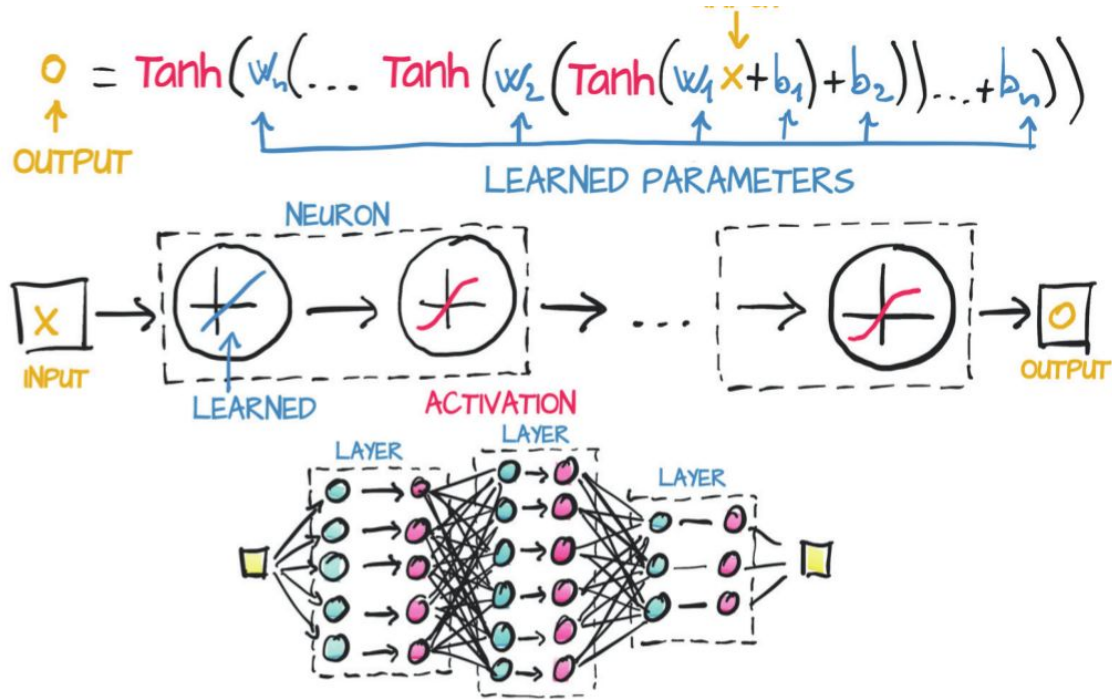 O = Tanh(wₙ(... Tanh(w₂(Tanh(w₁x+b₁)+b₂))...+bₙ))
OUTPUT
LEARNED PARAMETERS
NEURON
X
...
O
INPUT
OUTPUT
LEARNED
ACTIVATION
LAYER
LAYER
LAYER